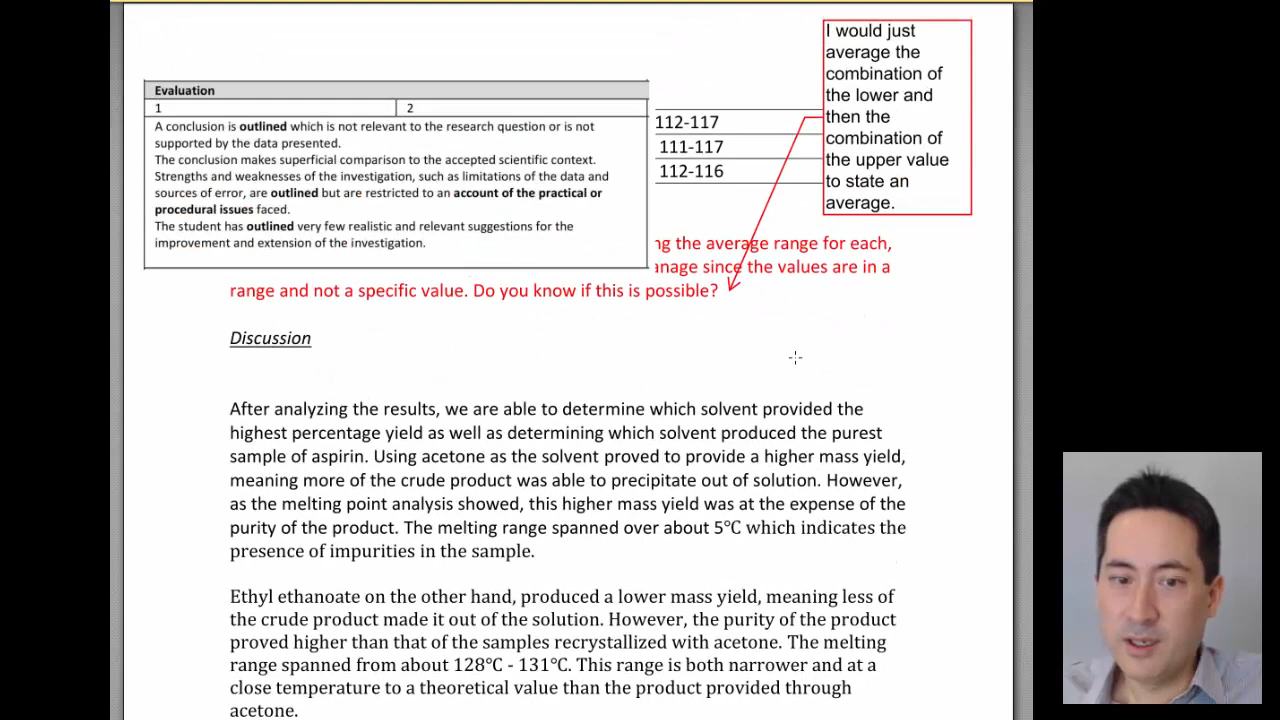 I would just
average the
combination of
the lower and
then the
combination of
the upper value
to state an
average.
Evaluation
1 2
A conclusion is outlined which is not relevant to the research question or is not
supported by the data presented.
The conclusion makes superficial comparison to the accepted scientific context.
Strengths and weaknesses of the investigation, such as limitations of the data and
sources of error, are outlined but are restricted to an account of the practical or
procedural issues faced.
The student has outlined very few realistic and relevant suggestions for the
improvement and extension of the investigation.
112-117
111-117
112-116
ng the average range for each,
anage since the values are in a
range and not a specific value. Do you know if this is possible?
Discussion
After analyzing the results, we are able to determine which solvent provided the
highest percentage yield as well as determining which solvent produced the purest
sample of aspirin. Using acetone as the solvent proved to provide a higher mass yield,
meaning more of the crude product was able to precipitate out of solution. However,
as the melting point analysis showed, this higher mass yield was at the expense of the
purity of the product. The melting range spanned over about 5℃ which indicates the
presence of impurities in the sample.
Ethyl ethanoate on the other hand, produced a lower mass yield, meaning less of
the crude product made it out of the solution. However, the purity of the product
proved higher than that of the samples recrystallized with acetone. The melting
range spanned from about 128℃ - 131℃. This range is both narrower and at a
close temperature to a theoretical value than the product provided through
acetone.